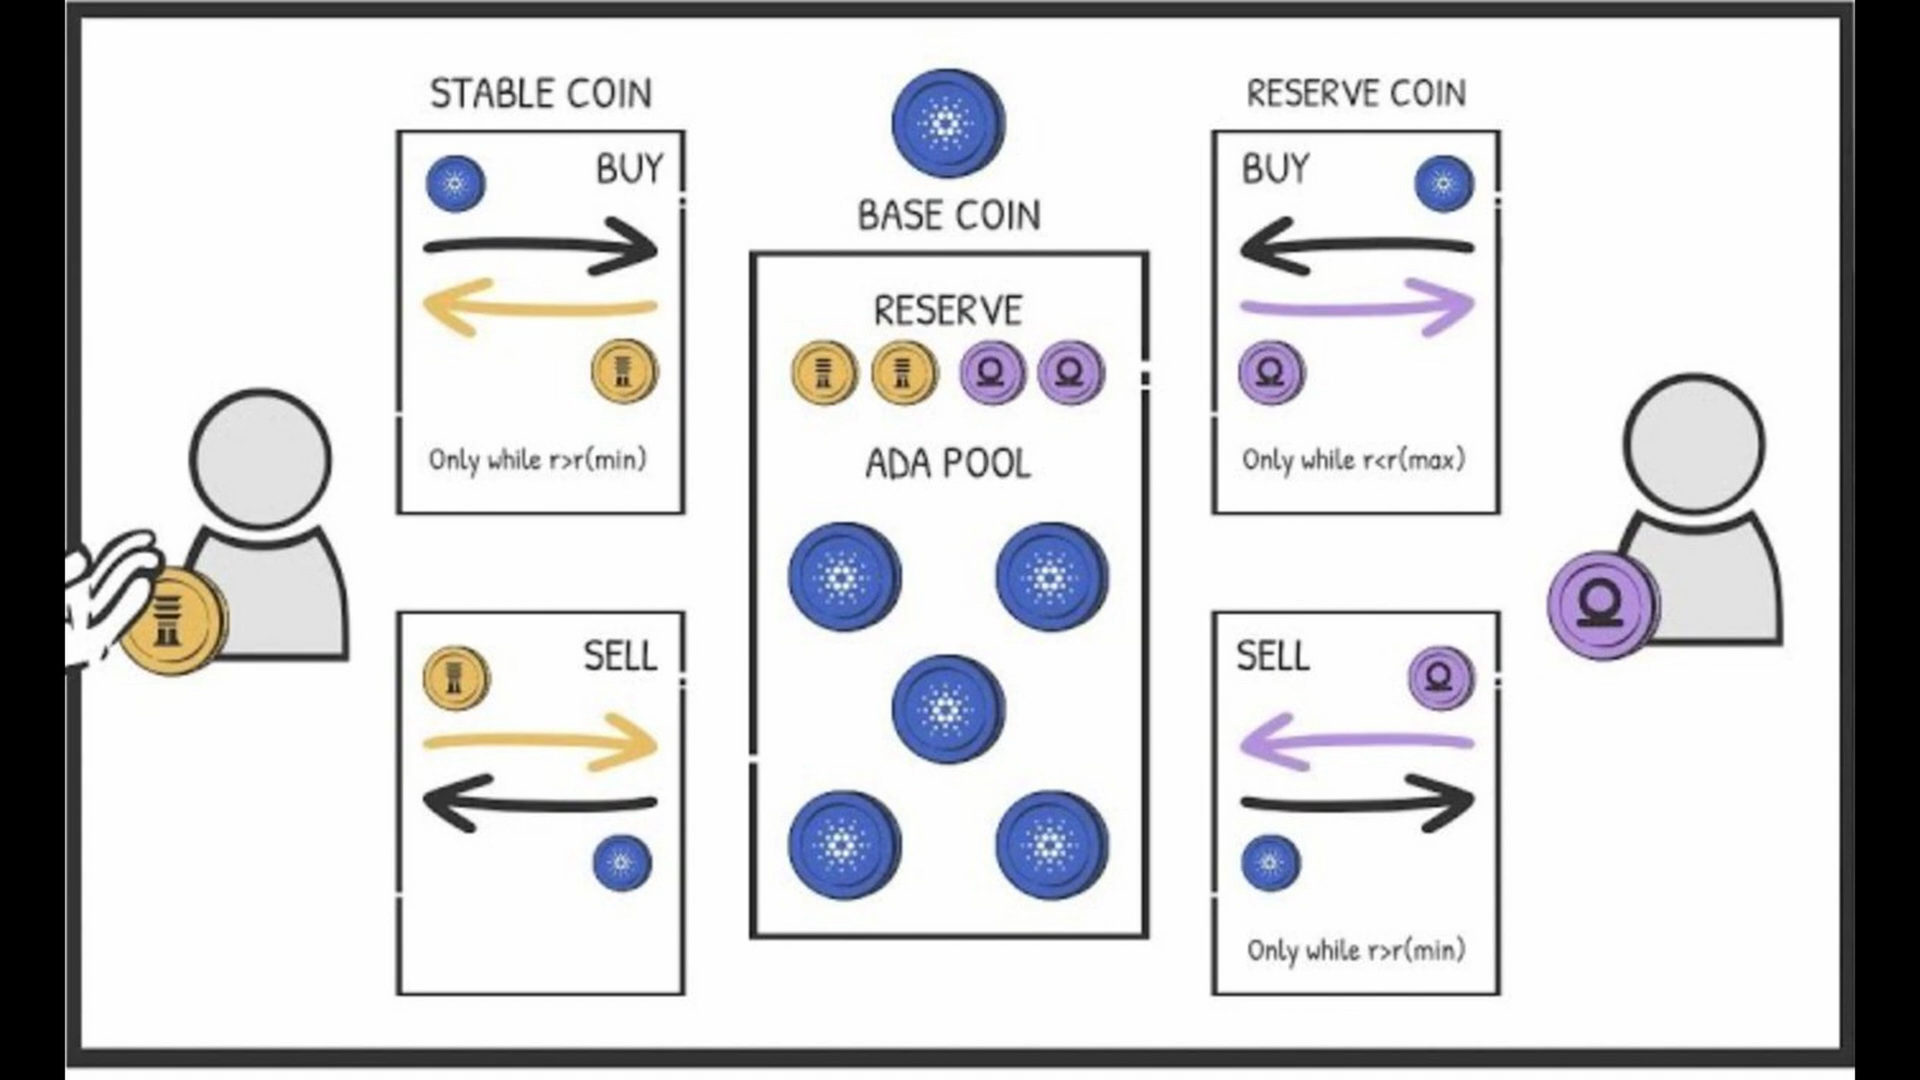 STABLE COIN
BUY
Only while r>r(min)
SELL
BASE COIN
RESERVE
ADA POOL
RESERVE COIN
BUY
Only while r<r(max)
SELL
Only while r>r(min)